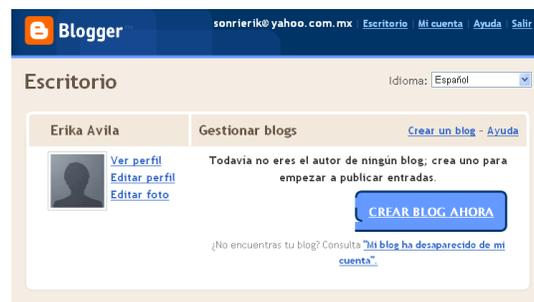 Blogger™
sonrierik@yahoo.com.mx | Escritorio | Mi cuenta | Ayuda | Salir
Escritorio
Idioma: Español
Erika Avila
Gestionar blogs
Crear un blog - Ayuda
Ver perfil
Editar perfil
Editar foto
Todavia no eres el autor de ningún blog; crea uno para
empezar a publicar entradas.
CREAR BLOG AHORA
¿No encuentras tu blog? Consulta "Mi blog ha desaparecido de mi
cuenta".